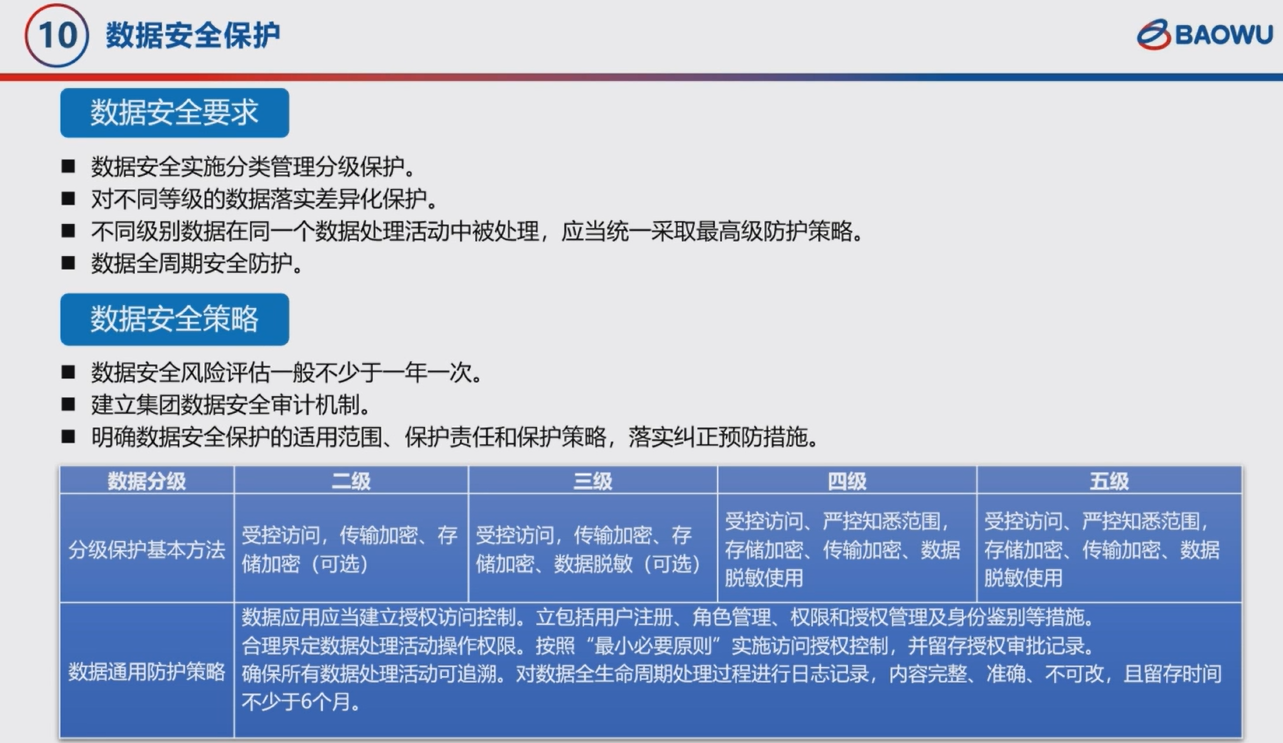 10 数据安全保护
BAOWU
数据安全要求
■ 数据安全实施分类管理分级保护。
■ 对不同等级的数据落实差异化保护。
■ 不同级别数据在同一个数据处理活动中被处理，应当统一采取最高级防护策略。
■ 数据全周期安全防护。
数据安全策略
■ 数据安全风险评估一般不少于一年一次。
■ 建立集团数据安全审计机制。
■ 明确数据安全保护的适用范围、保护责任和保护策略，落实纠正预防措施。
数据分级 二级 三级 四级 五级
分级保护基本方法
受控访问，传输加密、存
储加密（可选）
受控访问，传输加密、存
储加密、数据脱敏（可选）
受控访问、严控知悉范围，
存储加密、传输加密、数据
脱敏使用
受控访问、严控知悉范围，
存储加密、传输加密、数据
脱敏使用
数据通用防护策略
数据应用应当建立授权访问控制。立包括用户注册、角色管理、权限和授权管理及身份鉴别等措施。
合理界定数据处理活动操作权限。按照“最小必要原则”实施访问授权控制，并留存授权审批记录。
确保所有数据处理活动可追溯。对数据全生命周期处理过程进行日志记录，内容完整、准确、不可改，且留存时间
不少于6个月。